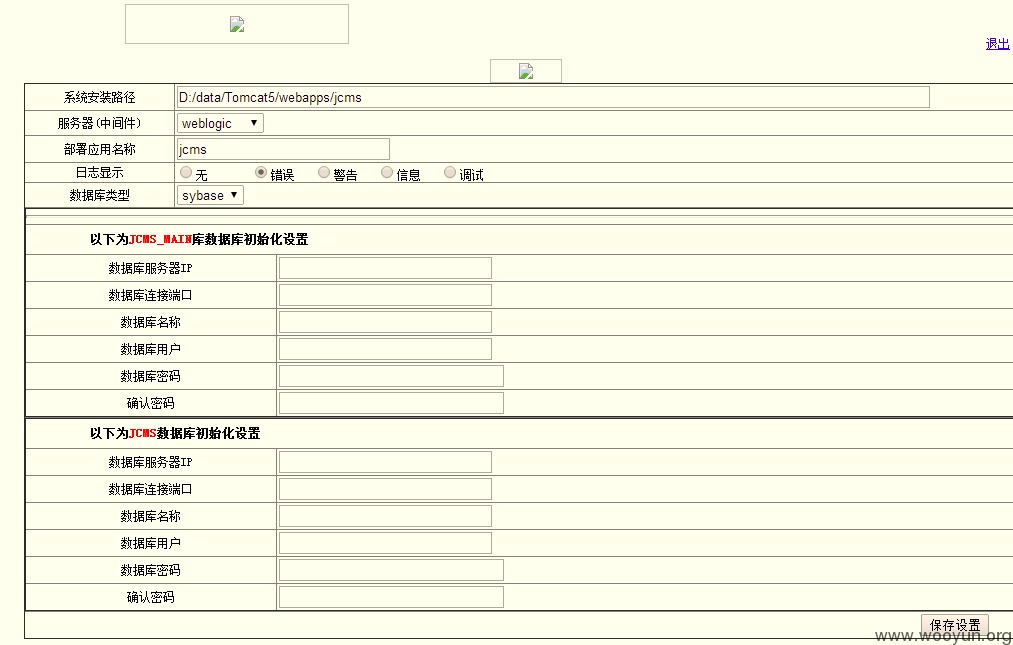 退出
系统安装路径 D:/data/Tomcat5/webapps/jcms
服务器(中间件) weblogic
部署应用名称 jcms
日志显示 无 错误 警告 信息 调试
数据库类型 sybase
以下为JCMS_MAIN库数据库初始化设置
数据库服务器IP
数据库连接端口
数据库名称
数据库用户
数据库密码
确认密码
以下为JCMS数据库初始化设置
数据库服务器IP
数据库连接端口
数据库名称
数据库用户
数据库密码
确认密码
保存设置
www.wooyun.org